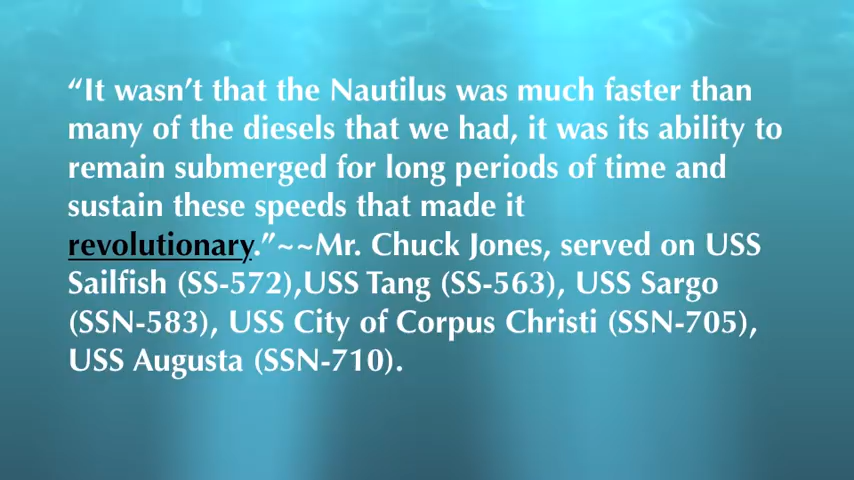 “It wasn’t that the Nautilus was much faster than
many of the diesels that we had, it was its ability to
remain submerged for long periods of time and
sustain these speeds that made it
revolutionary.”~~Mr. Chuck Jones, served on USS
Sailfish (SS-572),USS Tang (SS-563), USS Sargo
(SSN-583), USS City of Corpus Christi (SSN-705),
USS Augusta (SSN-710).